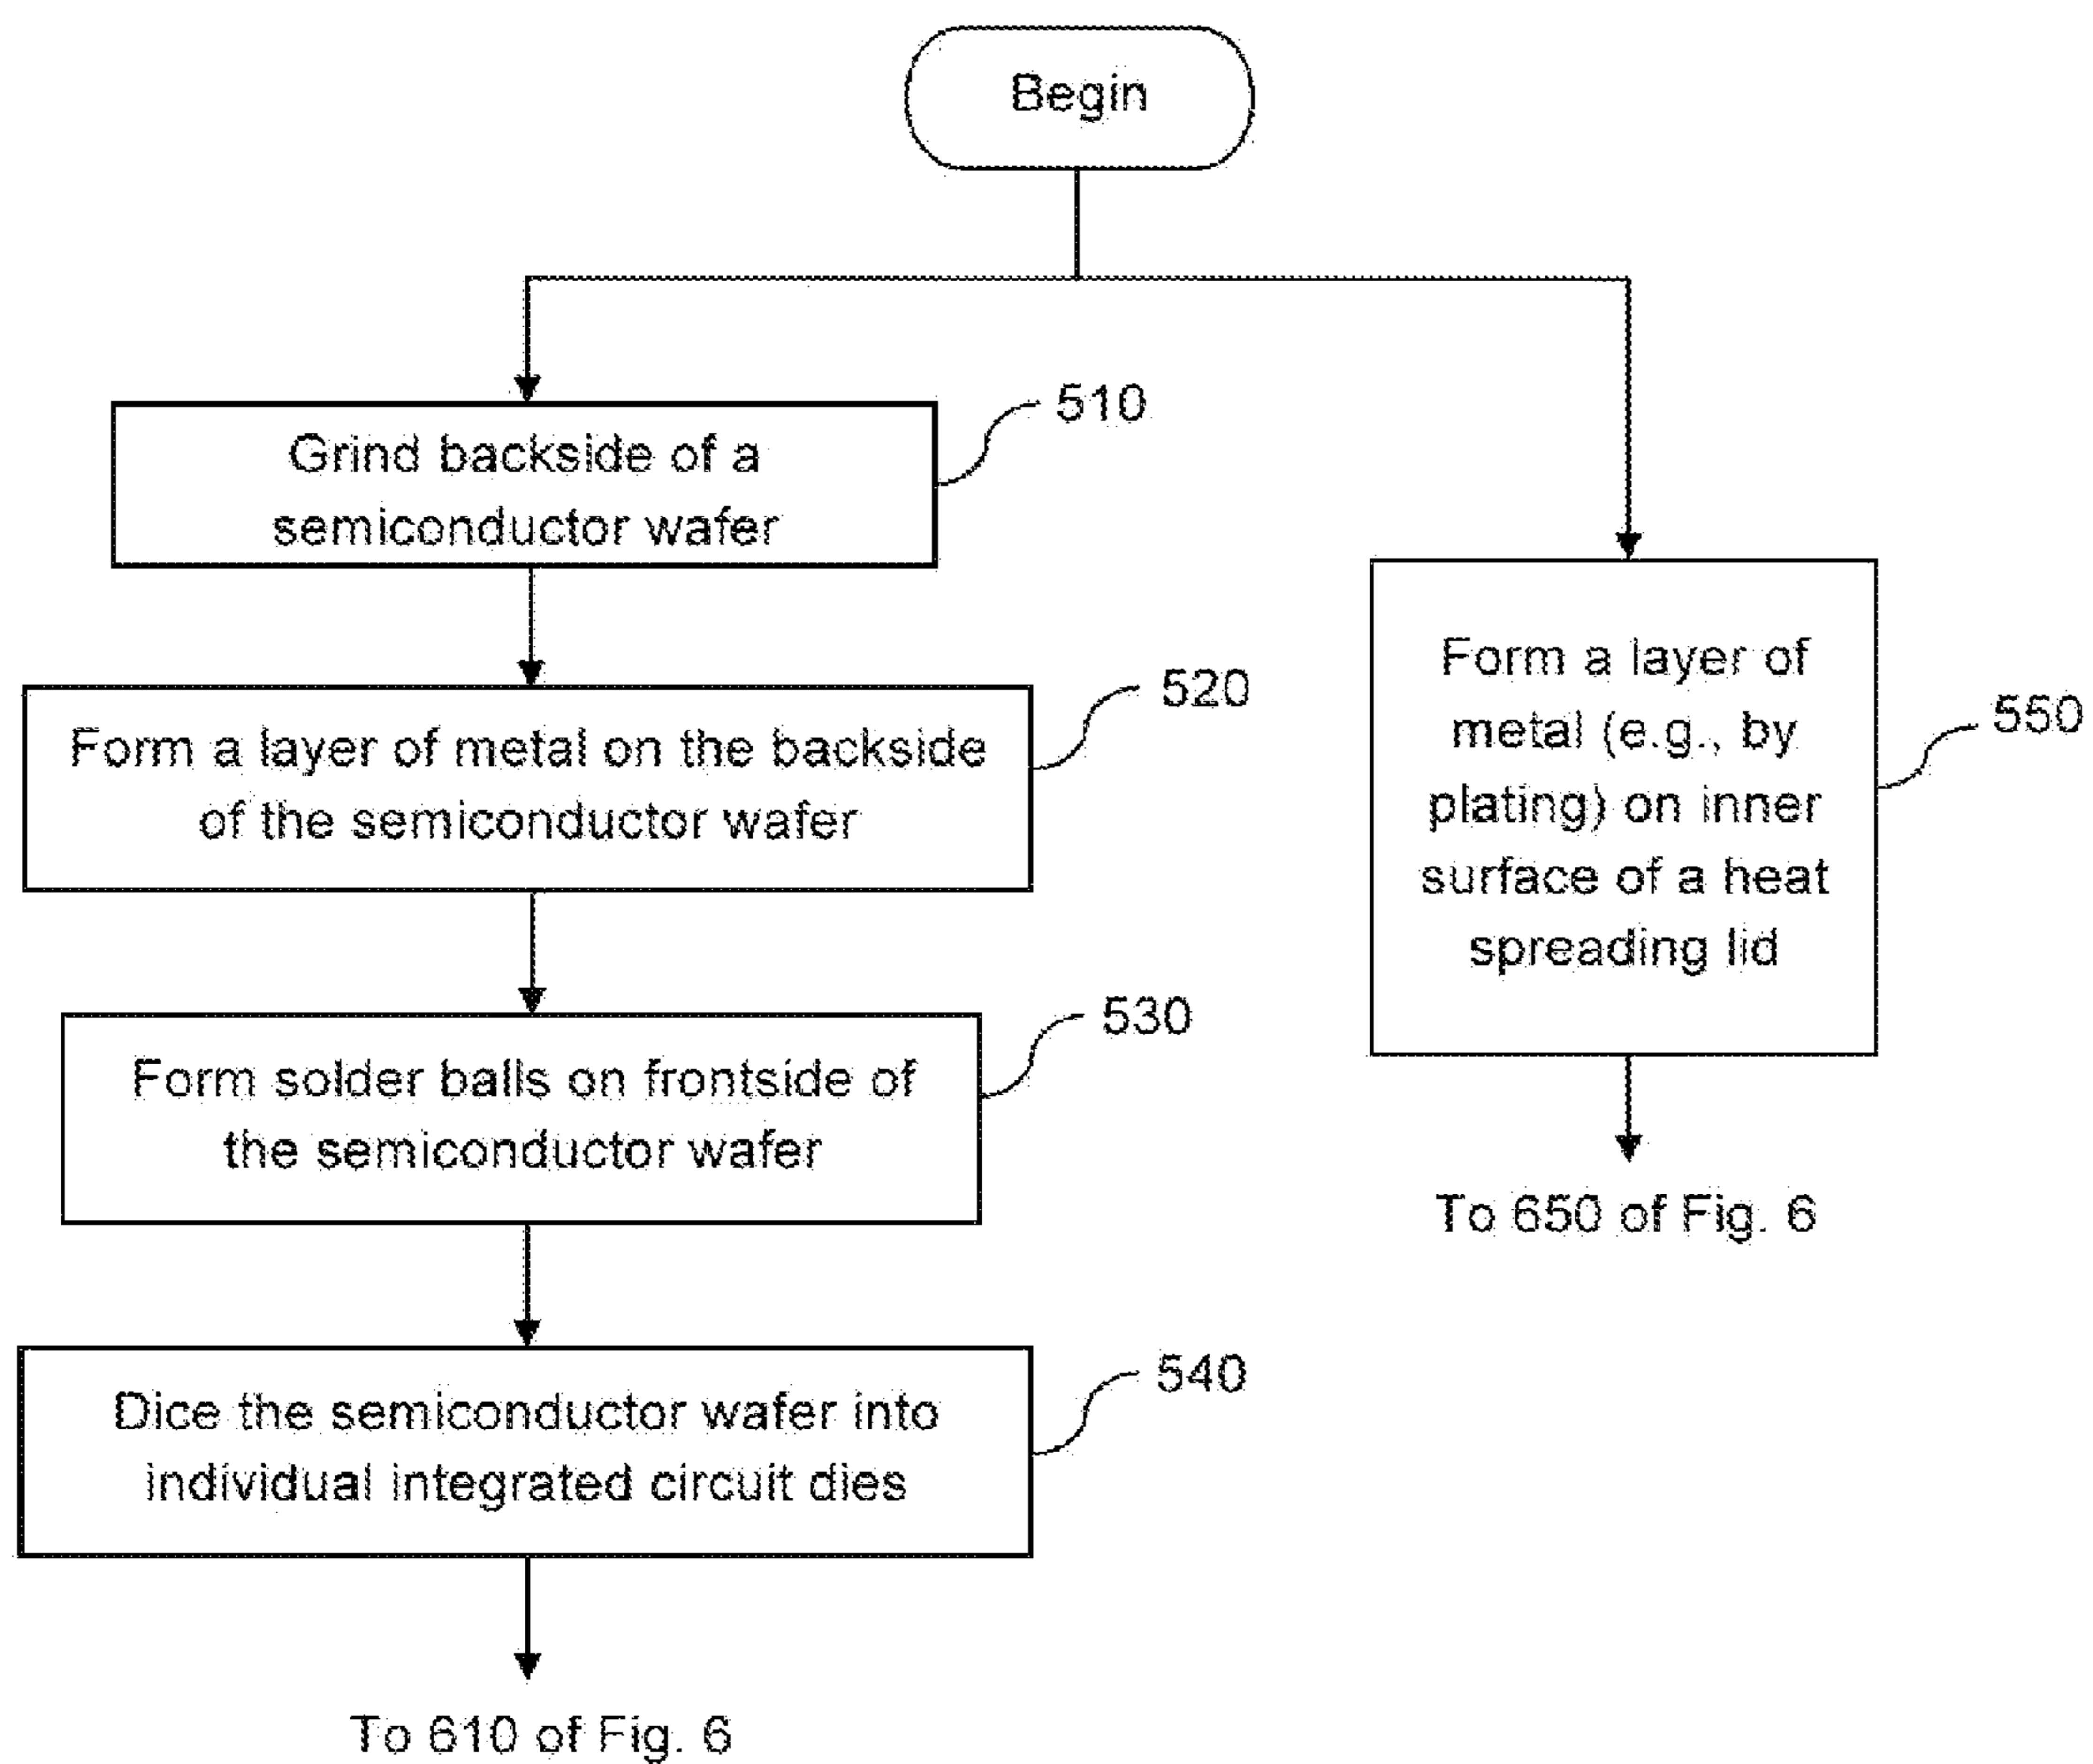 Begin
510
Grind backside of a
semiconductor wafer
520
Form a layer of metal on the backside
of the semiconductor wafer
530
Form solder balls on frontside of
the semiconductor wafer
540
Dice the semiconductor wafer into
individual integrated circuit dies
To 610 of Fig. 6
550
Form a layer of
metal (e.g., by
plating) on inner
surface of a heat
spreading lid
To 650 of Fig. 6